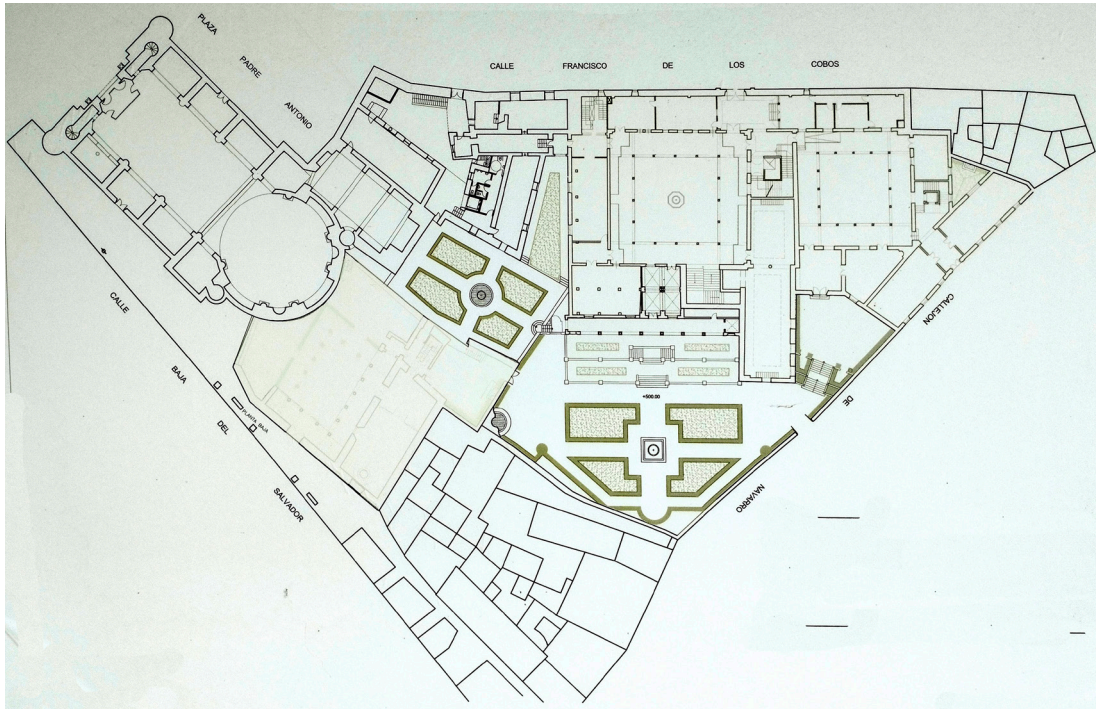 PLAZA PADRE ANTONIO
CALLE FRANCISCO DE LOS COBOS
CALLE BAJA DEL SALVADOR
PLANTA BAJA
+500.00
CALLEJON DE NAVARRO